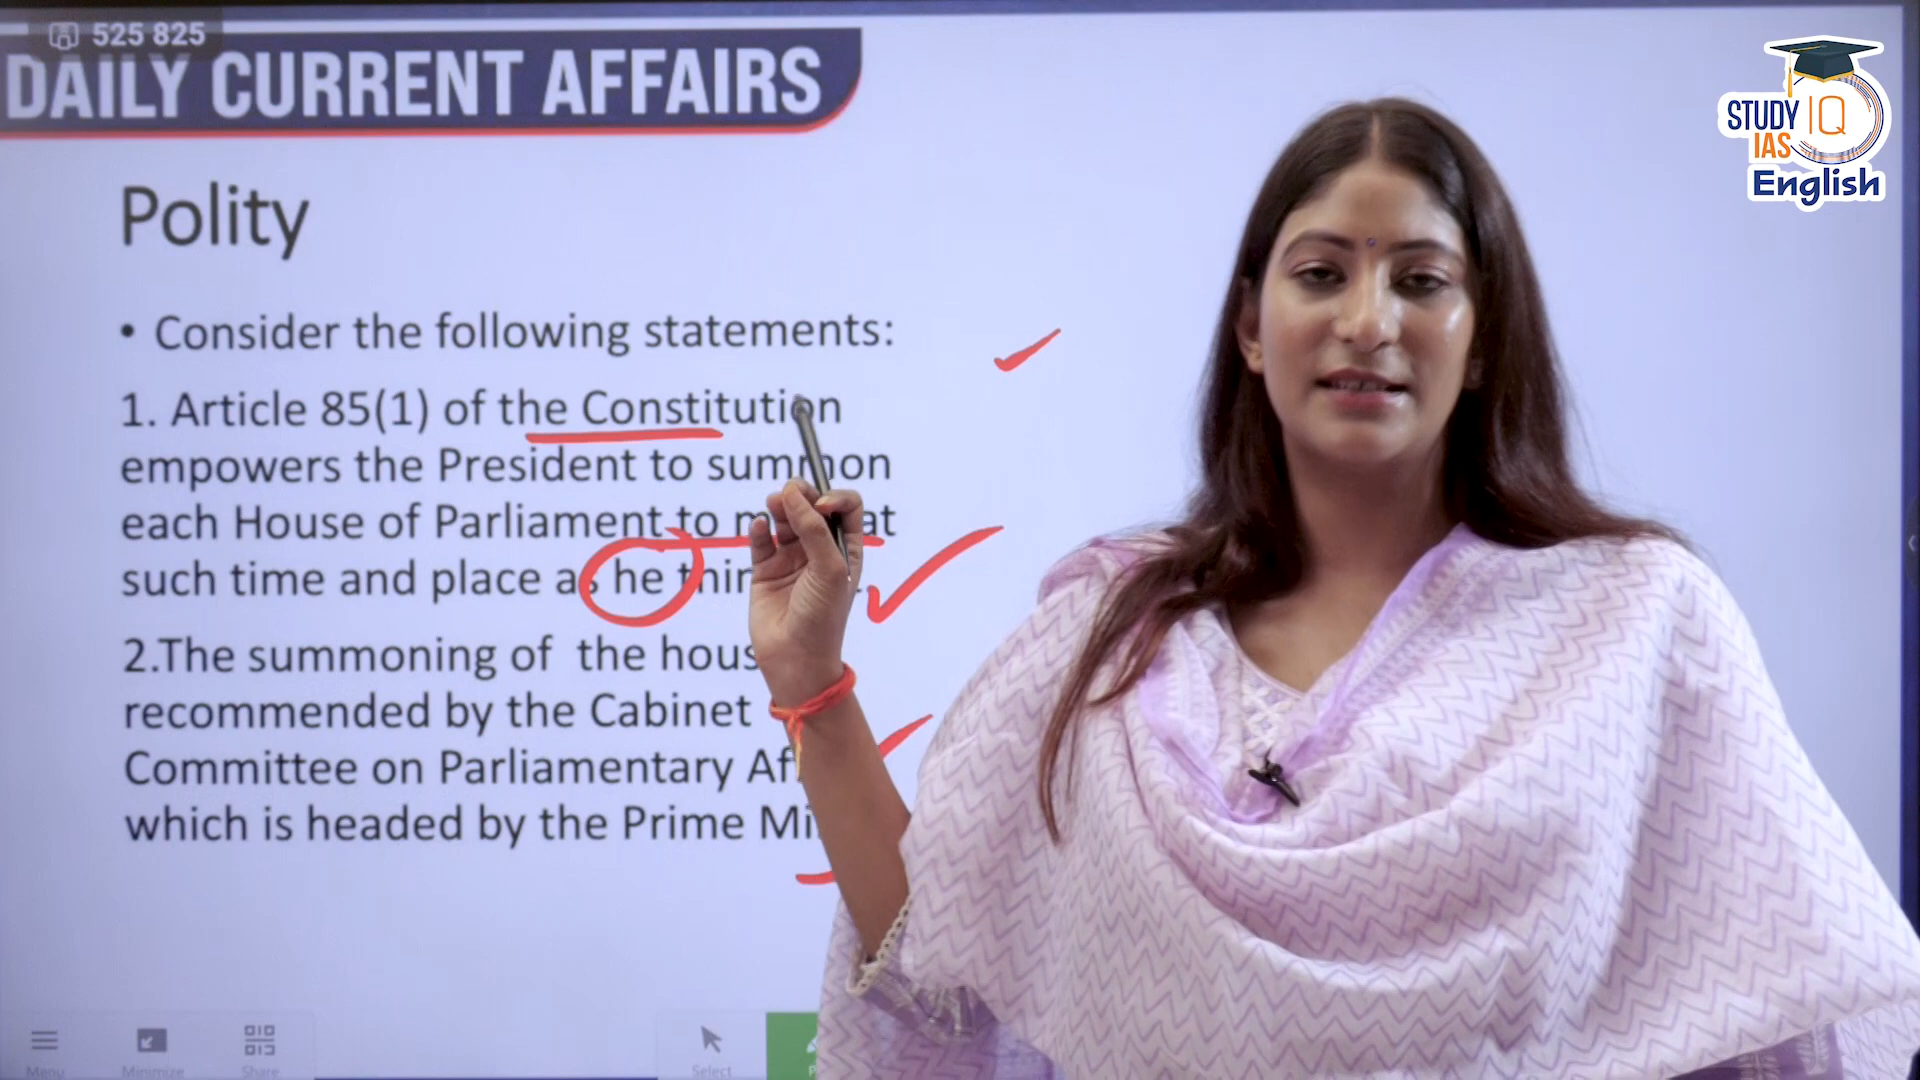 525 825
DAILY CURRENT AFFAIRS
STUDY IQ
IAS
English
Polity
• Consider the following statements:
1. Article 85(1) of the Constitution
empowers the President to summon
each House of Parliament to at
such time and place as he
2.The summoning of the
recommended by the Cabinet
Committee on Parliamentary
which is headed by the Prime
Menu
Minimize
Share
Select